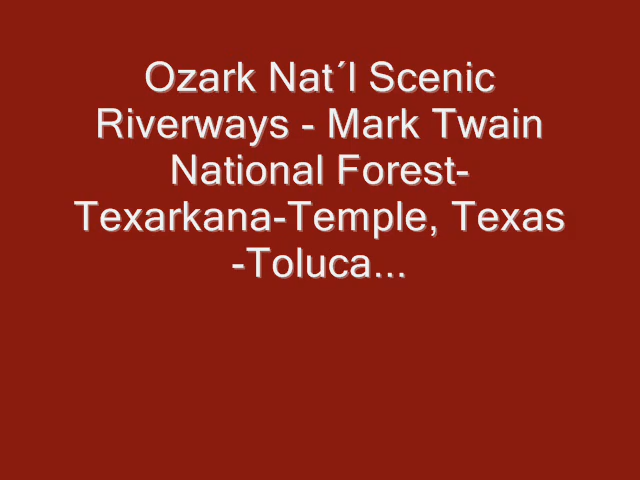 Ozark Nat´l Scenic
Riverways - Mark Twain
National Forest-
Texarkana-Temple, Texas
-Toluca...